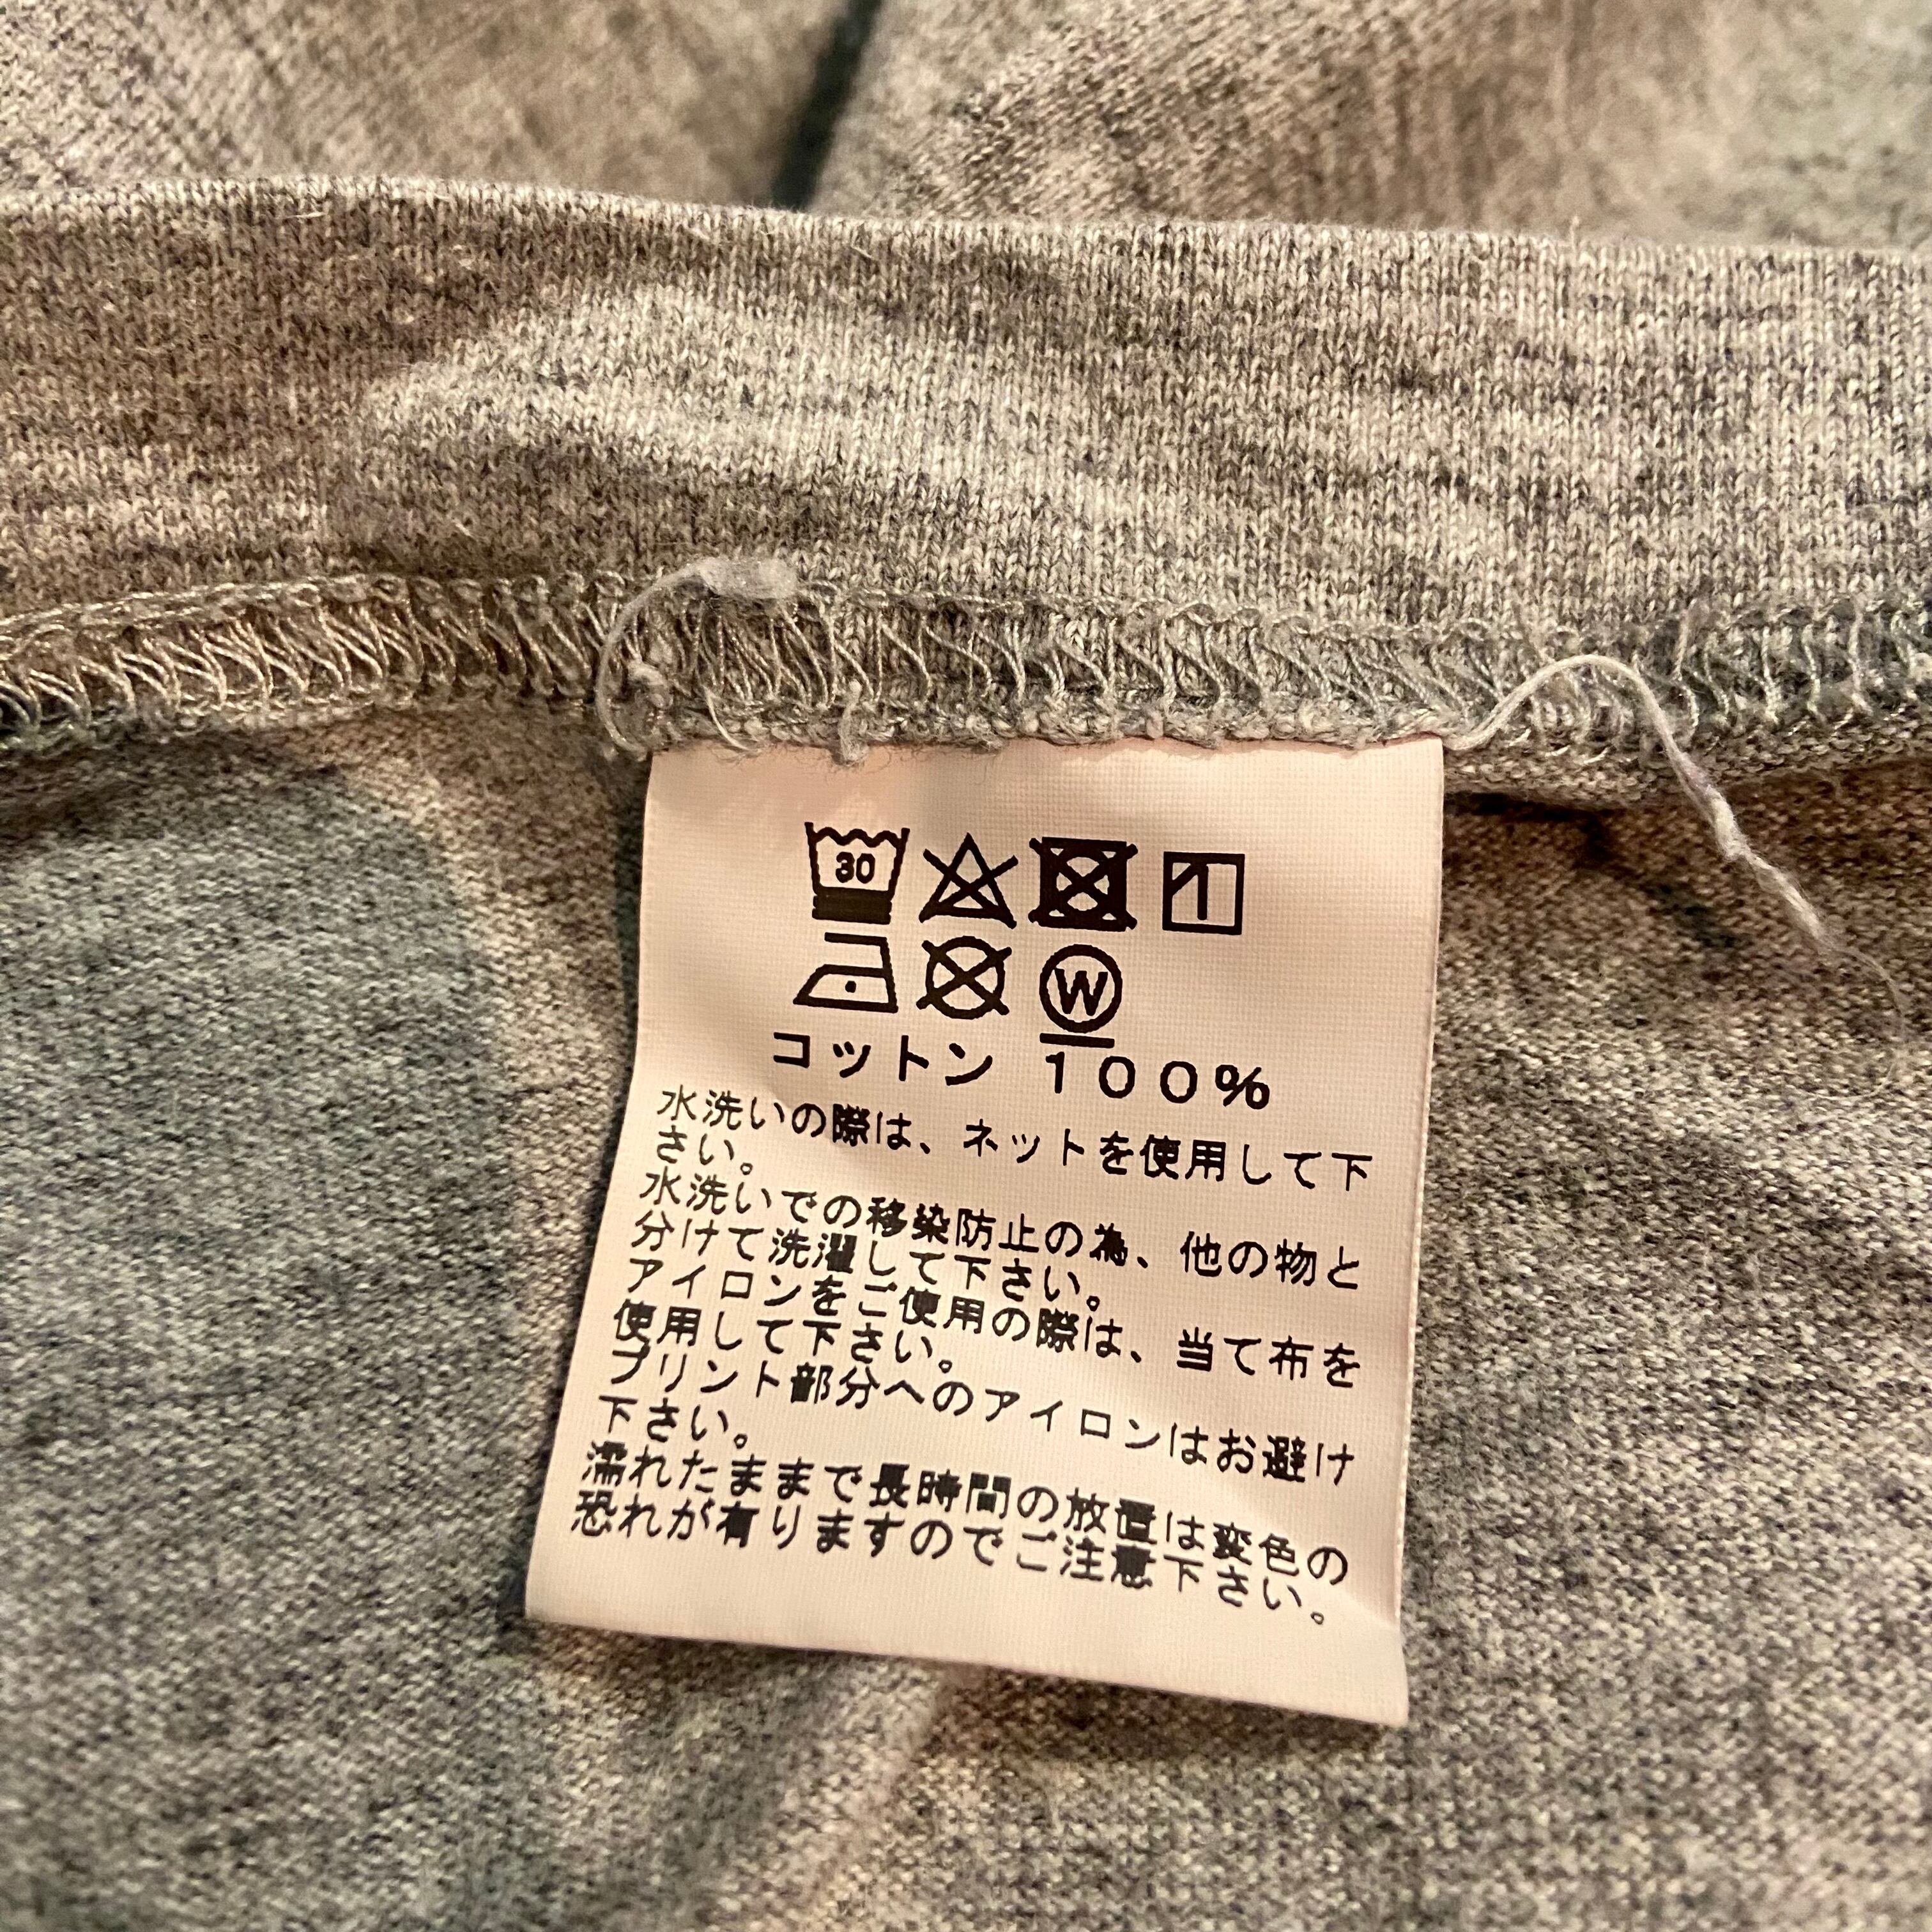 30
W
コットン 100%
水洗いの際は、ネットを使用して下
さい。
水洗いでの移染防止の為、他の物と
分けて洗濯して下さい。
アイロンをご使用の際は、当て布を
使用して下さい。
プリント部分へのアイロンはお避け
下さい。
濡れたままで長時間の放置は変色の
恐れが有りますのでご注意下さい。